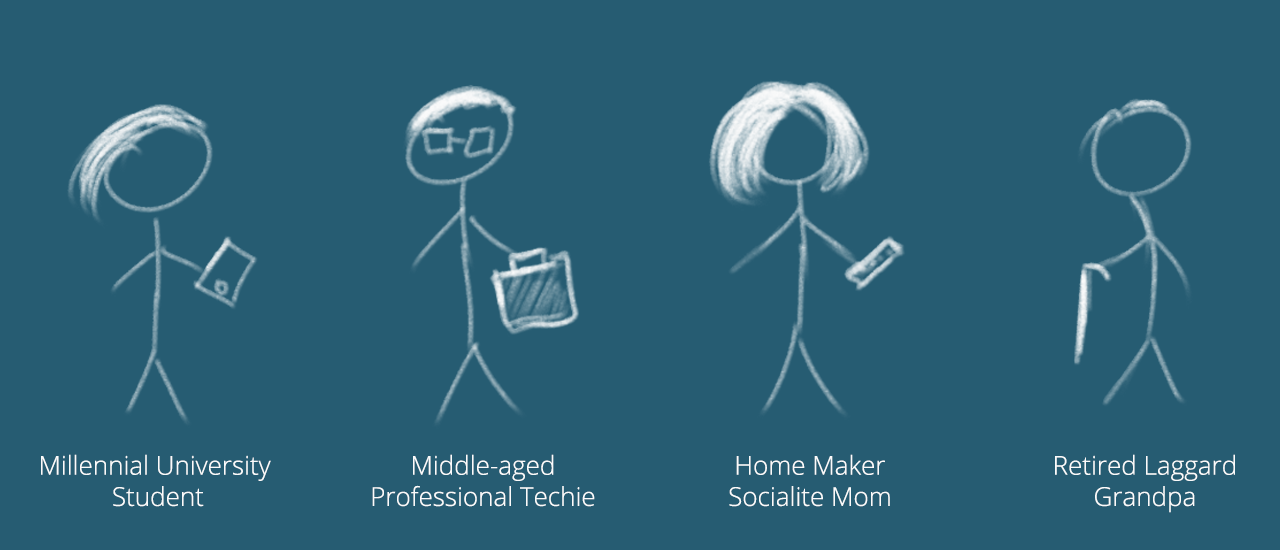 Millennial University
Student
Middle-aged
Professional Techie
Home Maker
Socialite Mom
Retired Laggard
Grandpa